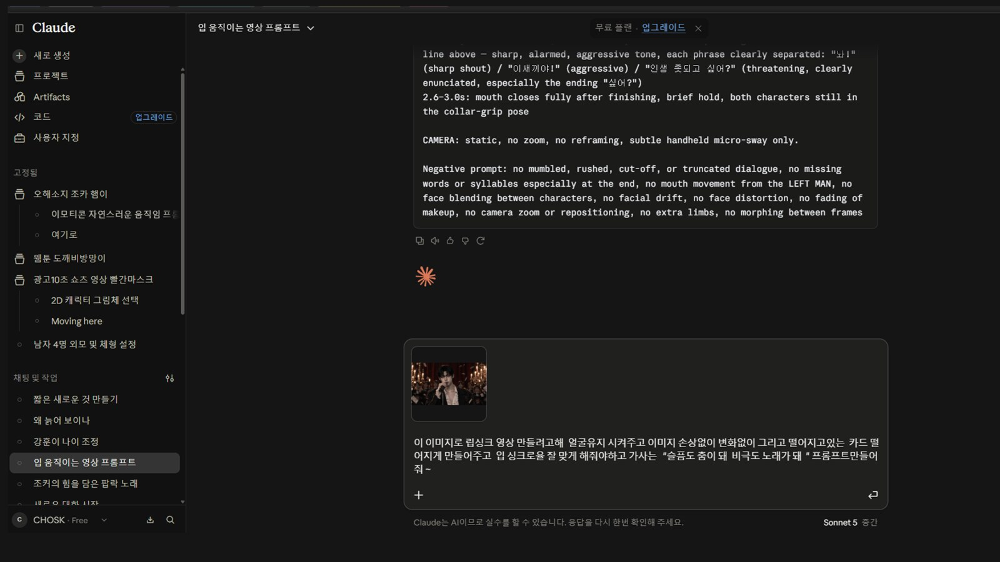 Claude
새로 생성
프로젝트
Artifacts
코드
업그레이드
사용자 지정
고정됨
오해소지 조카 햄이
이모티콘 자연스러운 움직임 프롬
여기로
웹툰 도깨비방망이
광고10초 쇼츠 영상 빨간마스크
2D 캐릭터 그림체 선택
Moving here
남자 4명 외모 및 체형 설정
채팅 및 작업
짧은 새로운 것 만들기
왜 늙어 보이나
강훈이 나이 조정
입 움직이는 영상 프롬프트
조커의 힘을 담은 팝락 노래
새로운 대화 시작
C
CHOSK · Free
입 움직이는 영상 프롬프트
무료 플랜 · 업그레이드
line above — sharp, alarmed, aggressive tone, each phrase clearly separated: "놔!"
(sharp shout) / "이새끼야!" (aggressive) / "인생 좃되고 싶어?" (threatening, clearly
enunciated, especially the ending "싶어?")
2.6–3.0s: mouth closes fully after finishing, brief hold, both characters still in
the collar-grip pose
CAMERA: static, no zoom, no reframing, subtle handheld micro-sway only.
Negative prompt: no mumbled, rushed, cut-off, or truncated dialogue, no missing
words or syllables especially at the end, no mouth movement from the LEFT MAN, no
face blending between characters, no facial drift, no face distortion, no fading of
makeup, no camera zoom or repositioning, no extra limbs, no morphing between frames
이 이미지로 립싱크 영상 만들려고해 얼굴유지 시켜주고 이미지 손상없이 변화없이 그리고 떨어지고있는 카드 떨
어지게 만들어주고 입 싱크로율 잘 맞게 해줘야하고 가사는 "슬픔도 춤이 돼 비극도 노래가 돼 " 프롬프트만들어
줘 ~
Claude는 AI이므로 실수를 할 수 있습니다. 응답을 다시 한번 확인해 주세요.
Sonnet 5 중간